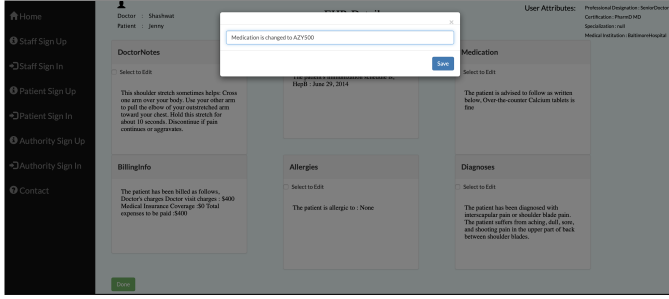 Home
Staff Sign Up
Staff Sign In
Patient Sign Up
Patient Sign In
Authority Sign Up
Authority Sign In
Contact
Doctor : Shashwat
Patient : Jenny
User Attributes:
Professional Designation : SeniorDoctor
Certification : PharmD MD
Specialization : null
Medical Institution : BaltimoreHospital
×
Medication is changed to AZY500
Save
DoctorNotes
Select to Edit
This shoulder stretch sometimes helps: Cross
one arm over your body. Use your other arm
to pull the elbow of your outstretched arm
toward your chest. Hold this stretch for
about 10 seconds. Discontinue if pain
continues or aggravates.
HepB : June 29, 2014
Medication
Select to Edit
The patient is advised to follow as written
below, Over-the-counter Calcium tablets is
fine
BillingInfo
The patient has been billed as follows,
Doctor's charges Doctor visit charges : $400
Medical Insurance Coverage :$0 Total
expenses to be paid :$400
Allergies
Select to Edit
The patient is allergic to : None
Diagnoses
Select to Edit
The patient has been diagnosed with
interscapular pain or shoulder blade pain.
The patient suffers from aching, dull, sore,
and shooting pain in the upper part of back
between shoulder blades.
Done